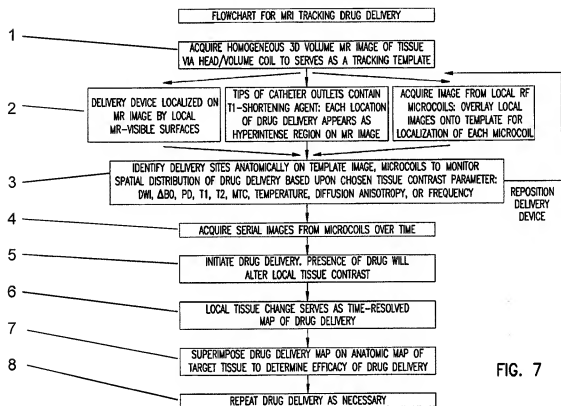 FLOWCHART FOR MRI TRACKING DRUG DELIVERY
1
ACQUIRE HOMOGENEOUS 3D VOLUME MR IMAGE OF TISSUE
VIA HEAD/VOLUME COIL TO SERVES AS A TRACKING TEMPLATE
2
DELIVERY DEVICE LOCALIZED ON
MR IMAGE BY LOCAL
MR-VISIBLE SURFACES
TIPS OF CATHETER OUTLETS CONTAIN
T1-SHORTENING AGENT: EACH LOCATION
OF DRUG DELIVERY APPEARS AS
HYPERINTENSE REGION ON MR IMAGE
ACQUIRE IMAGE FROM LOCAL RF
MICROCOILS: OVERLAY LOCAL
IMAGES ONTO TEMPLATE FOR
LOCALIZATION OF EACH MICROCOIL
3
IDENTIFY DELIVERY SITES ANATOMICALLY ON TEMPLATE IMAGE, MICROCOILS TO MONITOR
SPATIAL DISTRIBUTION OF DRUG DELIVERY BASED UPON CHOSEN TISSUE CONTRAST PARAMETER:
DWI, ΔB0, PD, T1, T2, MTC, TEMPERATURE, DIFFUSION ANISOTROPY, OR FREQUENCY
REPOSITION
DELIVERY
DEVICE
4
ACQUIRE SERIAL IMAGES FROM MICROCOILS OVER TIME
5
INITIATE DRUG DELIVERY. PRESENCE OF DRUG WILL
ALTER LOCAL TISSUE CONTRAST
6
LOCAL TISSUE CHANGE SERVES AS TIME-RESOLVED
MAP OF DRUG DELIVERY
7
SUPERIMPOSE DRUG DELIVERY MAP ON ANATOMIC MAP OF
TARGET TISSUE TO DETERMINE EFFICACY OF DRUG DELIVERY
8
REPEAT DRUG DELIVERY AS NECESSARY
FIG. 7